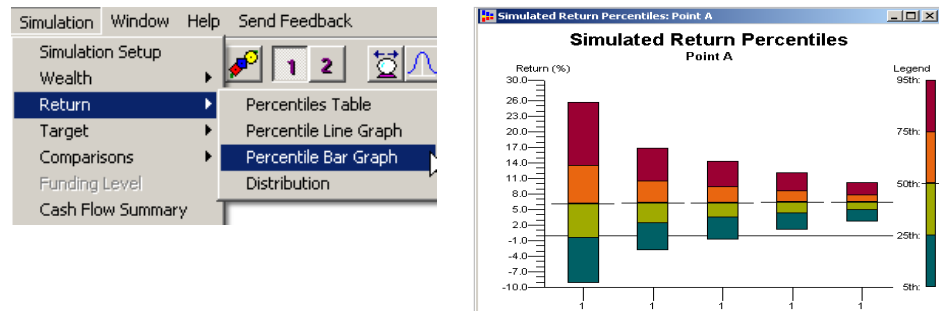 Simulation Window Help Send Feedback
Simulation Setup
Wealth
Return
Target
Comparisons
Funding Level
Cash Flow Summary
1 2
Percentiles Table
Percentile Line Graph
Percentile Bar Graph
Distribution
Simulated Return Percentiles: Point A
Simulated Return Percentiles
Point A
Return (%)
30.0
26.0
23.0
20.0
17.0
14.0
11.0
8.0
5.0
2.0
-1.0
-4.0
-7.0
-10.0
1 1 1 1 1
Legend
95th:
75th:
50th:
25th:
5th: